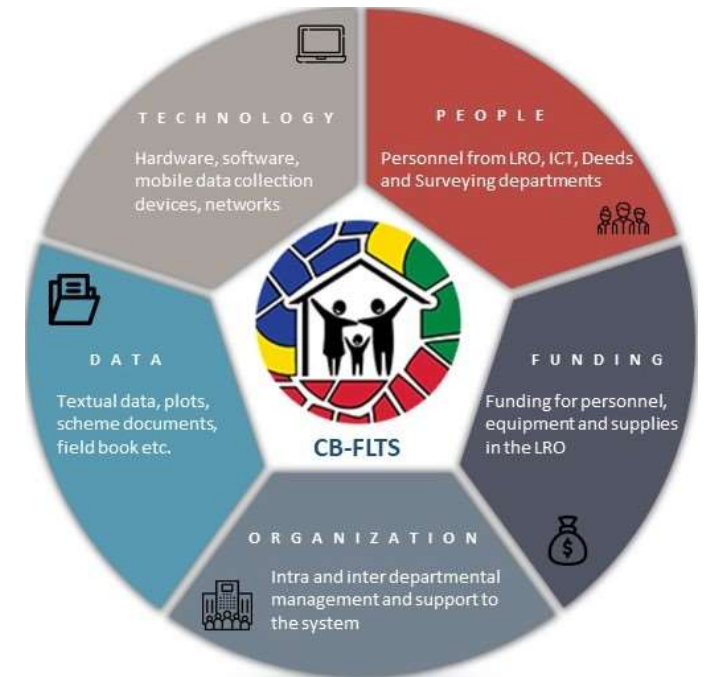 TECHNOLOGY
Hardware, software,
mobile data collection
devices, networks
PEOPLE
Personnel from LRO, ICT, Deeds
and Surveying departments
DATA
Textual data, plots,
scheme documents,
field book etc.
CB-FLTS
FUNDING
Funding for personnel,
equipment and supplies
in the LRO
$
ORGANIZATION
Intra and inter departmental
management and support to
the system